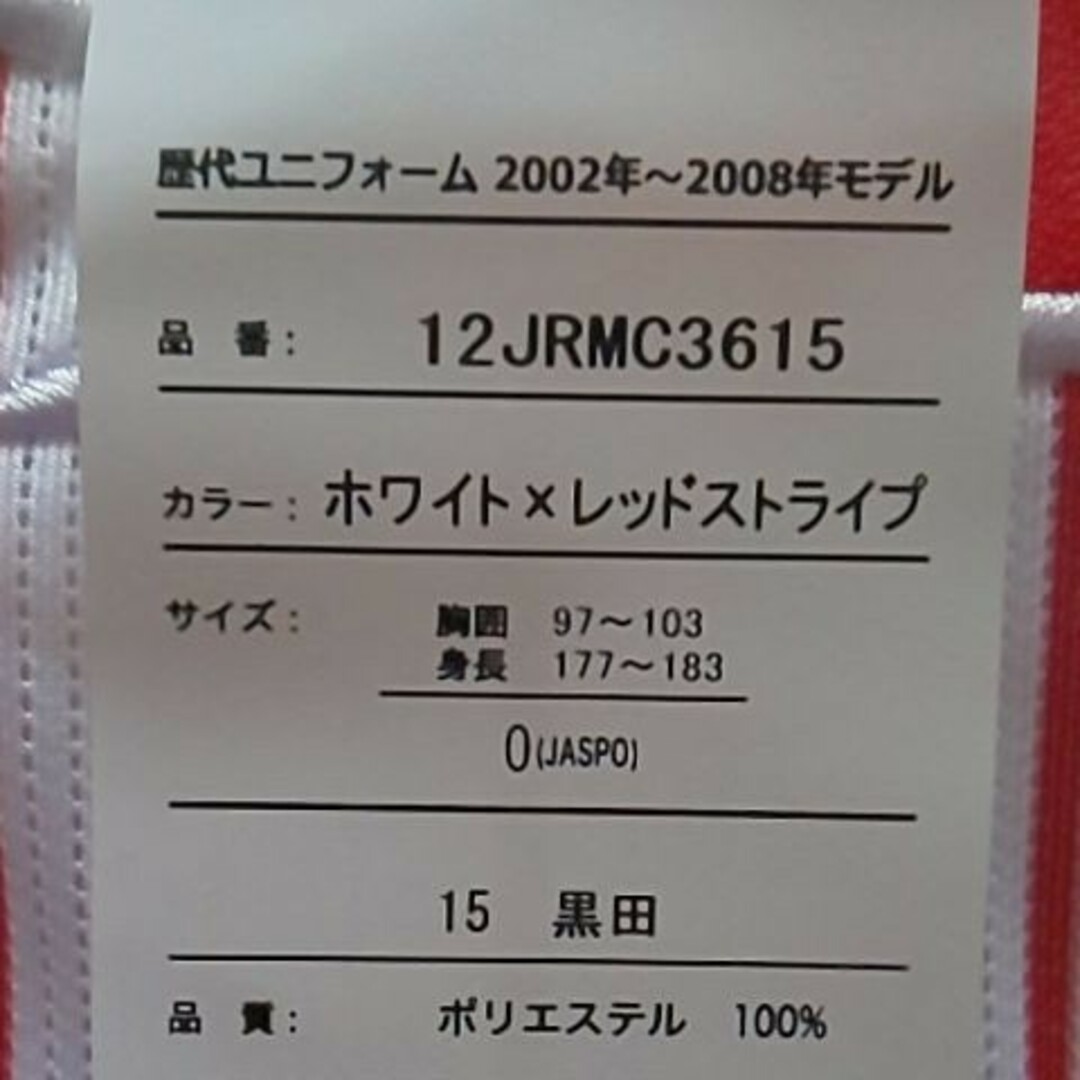 歴代ユニフォーム 2002年～2008年モデル
品 番: 12JRMC3615
カラー: ホワイト×レッドストライプ
サイズ: 胸囲 97～103
身長 177～183
O(JASPO)
15 黒田
品 質: ポリエステル 100%